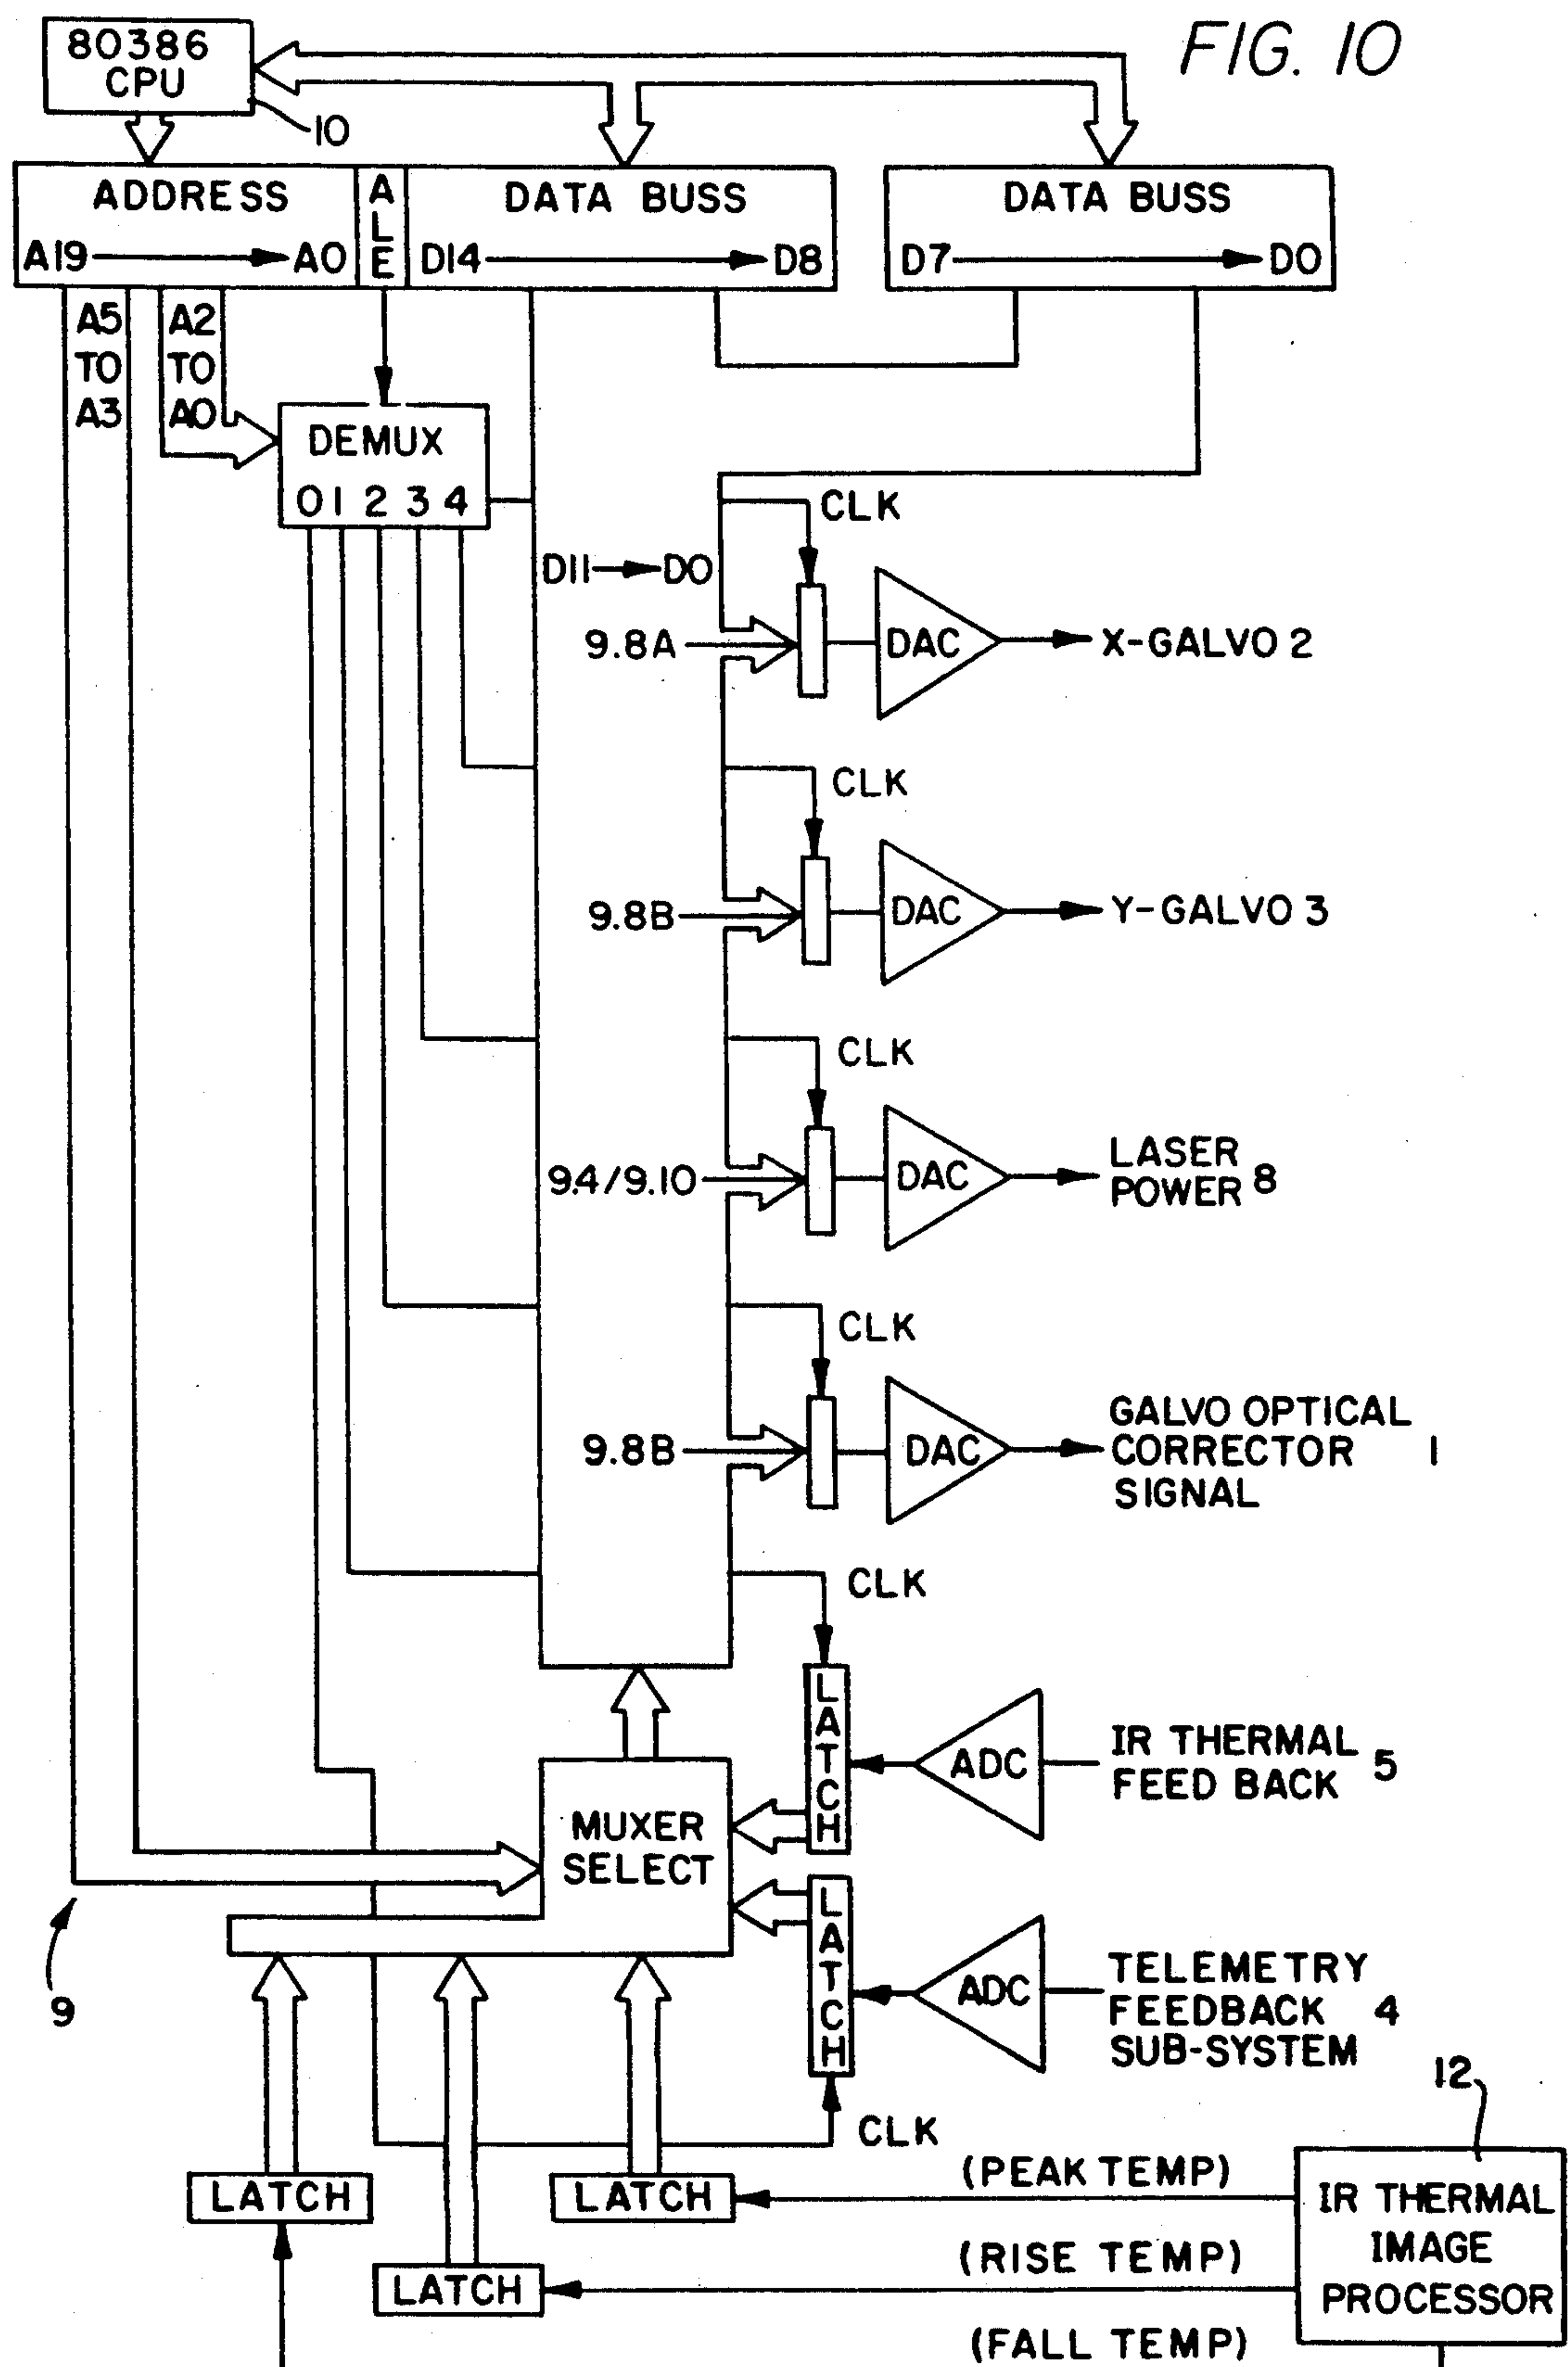 FIG. 10
80386
CPU
10
ADDRESS
A19 A0
ALE
DATA BUSS
D14 D8
DATA BUSS
D7 D0
A5
TO
A3
A2
TO
A0
DEMUX
0 1 2 3 4
CLK
D11 D0
9.8A
DAC
X-GALVO 2
CLK
9.8B
DAC
Y-GALVO 3
CLK
9.4/9.10
DAC
LASER
POWER 8
CLK
9.8B
DAC
GALVO OPTICAL
CORRECTOR 1
SIGNAL
CLK
LATCH
ADC
IR THERMAL
FEED BACK 5
MUXER
SELECT
LATCH
ADC
TELEMETRY
FEEDBACK 4
SUB-SYSTEM
9
12
CLK
LATCH
LATCH
(PEAK TEMP)
IR THERMAL
IMAGE
PROCESSOR
(RISE TEMP)
LATCH
(FALL TEMP)